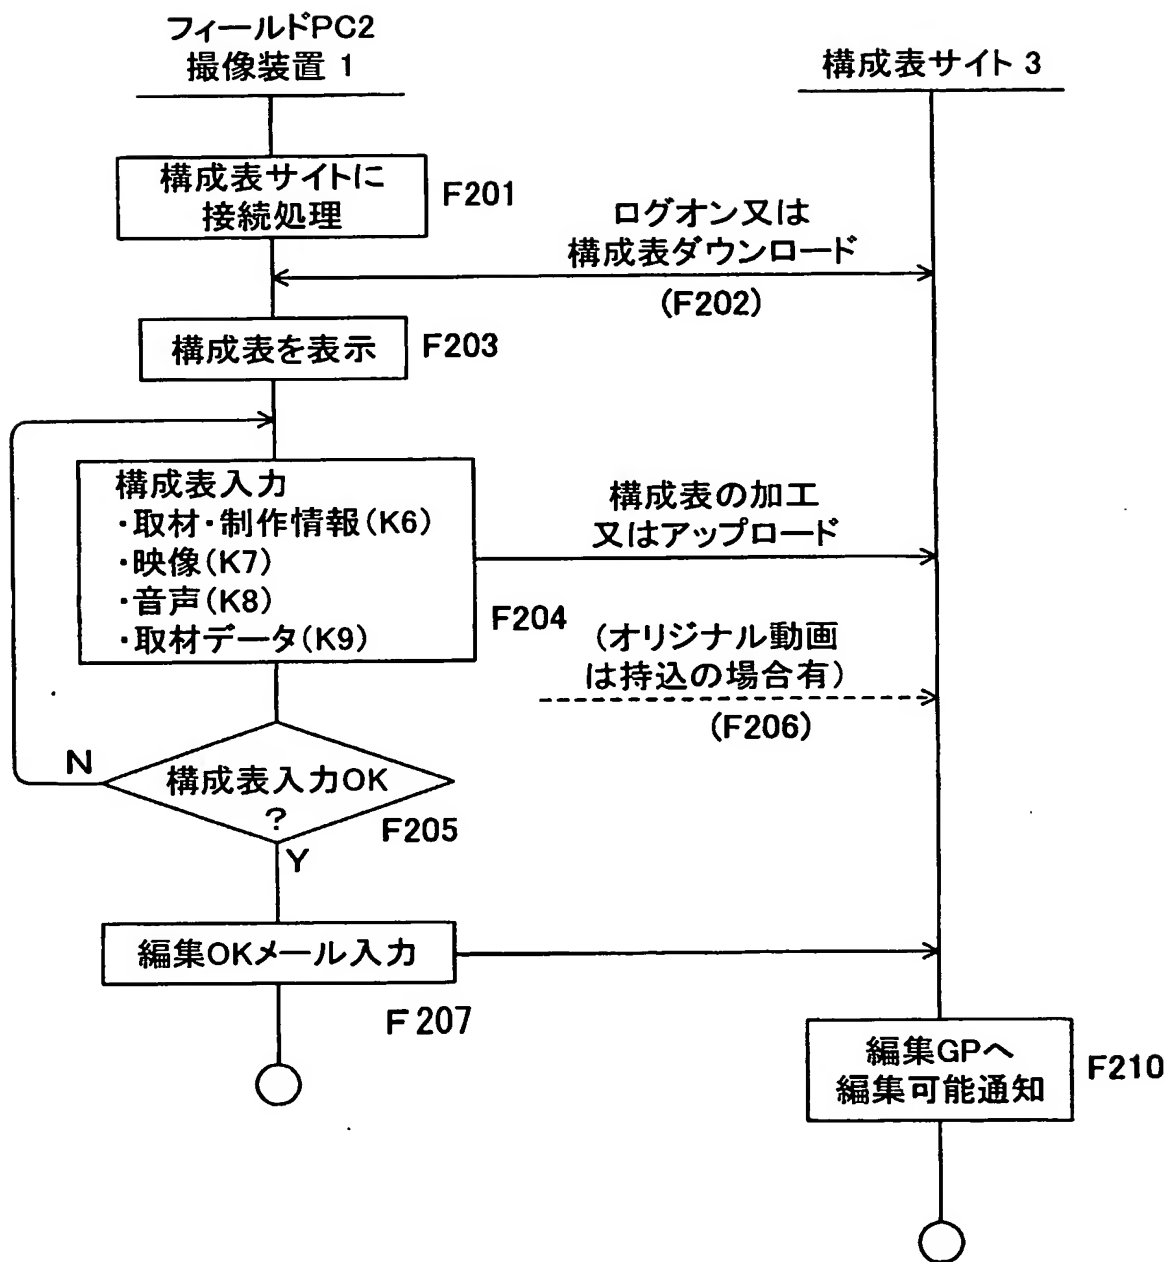 フィールドPC2
撮像装置 1
構成表サイト 3
構成表サイトに
接続処理
F201
ログオン又は
構成表ダウンロード
(F202)
構成表を表示
F203
構成表入力
・取材・制作情報(K6)
・映像(K7)
・音声(K8)
・取材データ(K9)
F204
構成表の加工
又はアップロード
(オリジナル動画
は持込の場合有)
(F206)
N
構成表入力OK
?
F205
Y
編集OKメール入力
F207
編集GPへ
編集可能通知
F210